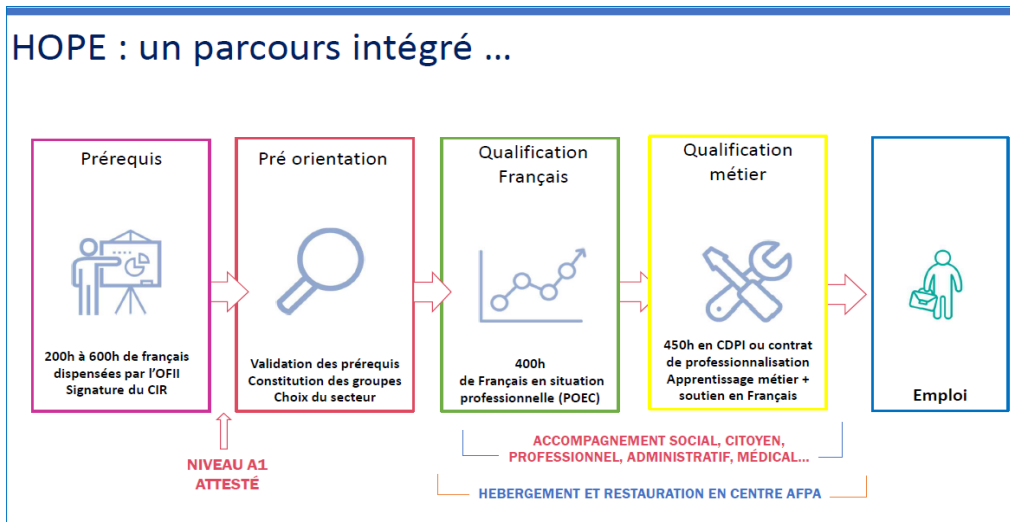 HOPE : un parcours intégré ...
Prérequis
200h à 600h de français
dispensées par l'OFII
Signature du CIR
NIVEAU A1
ATTESTÉ
Pré orientation
Validation des prérequis
Constitution des groupes
Choix du secteur
Qualification
Français
400h
de Français en situation
professionnelle (POEC)
Qualification
métier
450h en CDPI ou contrat
de professionnalisation
Apprentissage métier +
soutien en Français
Emploi
ACCOMPAGNEMENT SOCIAL, CITOYEN,
PROFESSIONNEL, ADMINISTRATIF, MÉDICAL...
HEBERGEMENT ET RESTAURATION EN CENTRE AFPA